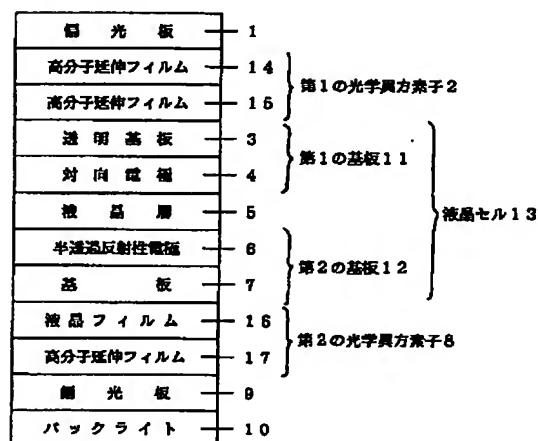 偏光板 1
高分子延伸フィルム 14
高分子延伸フィルム 15
第1の光学異方素子2
透明基板 3
対向電極 4
第1の基板11
液晶層 5
液晶セル13
半透過反射性電極 6
基板 7
第2の基板12
液晶フィルム 16
高分子延伸フィルム 17
第2の光学異方素子8
偏光板 9
バックライト 10